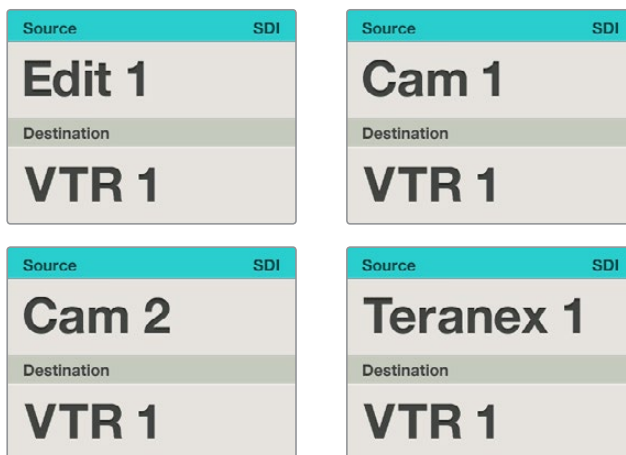 Source SDI
Edit 1
Destination
VTR 1
Source SDI
Cam 1
Destination
VTR 1
Source SDI
Cam 2
Destination
VTR 1
Source SDI
Teranex 1
Destination
VTR 1